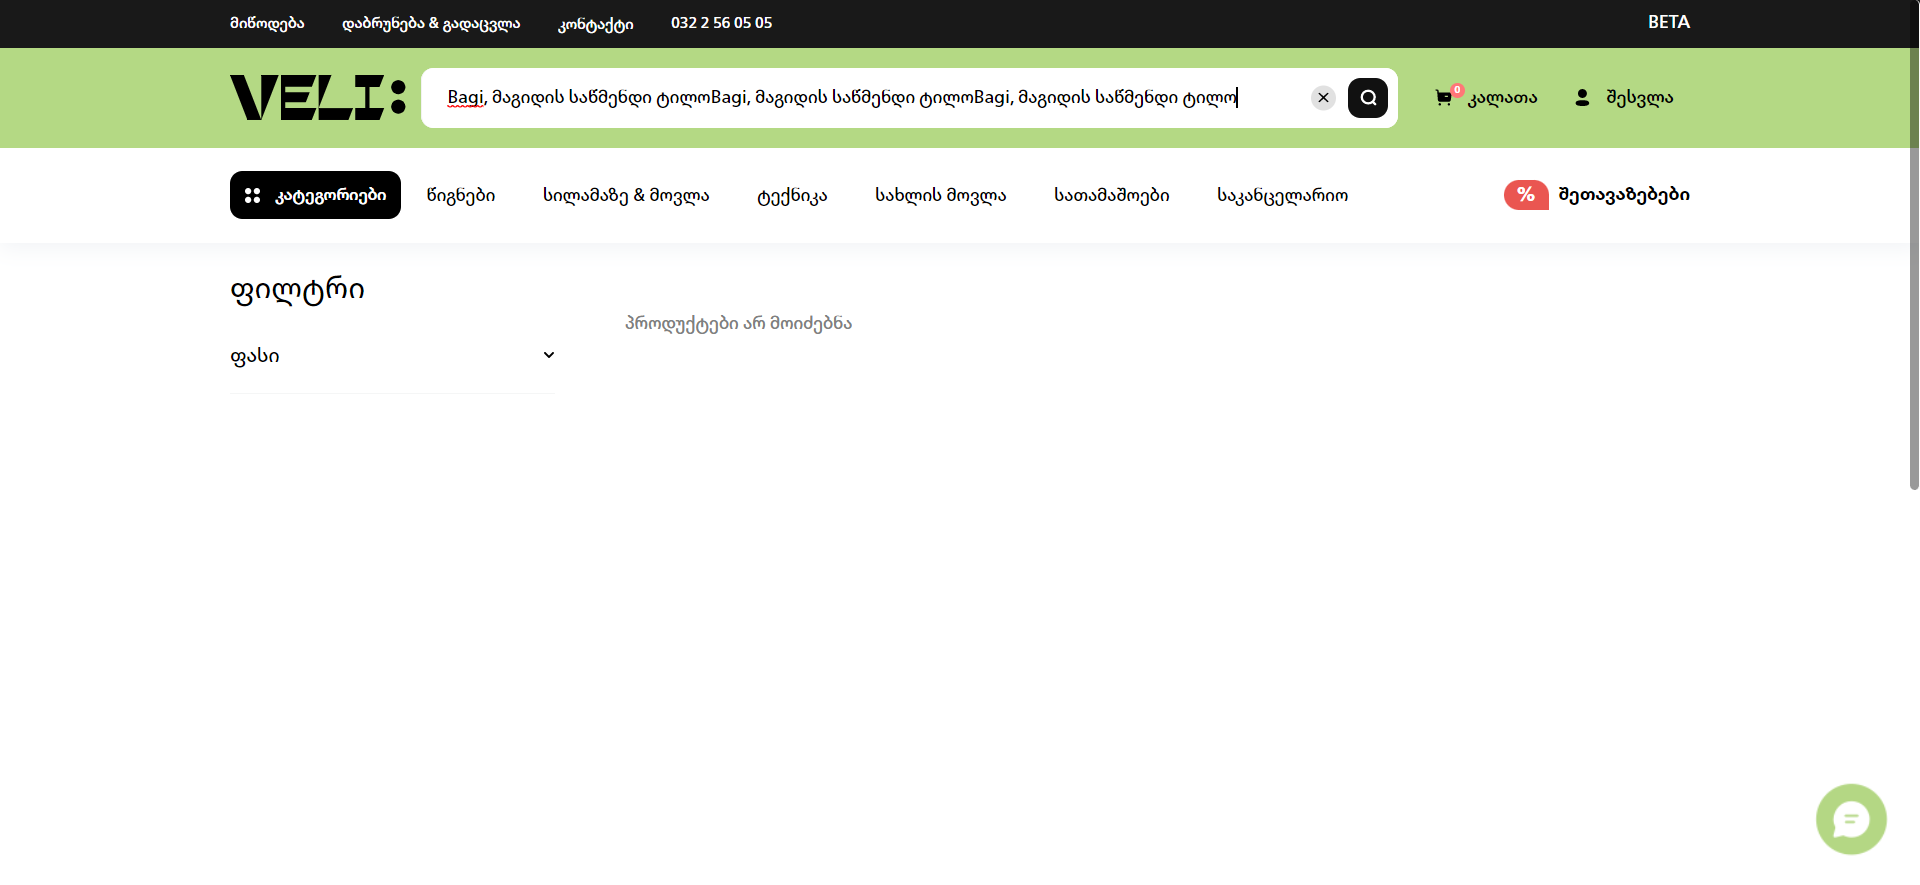 მიწოდება დაბრუნება & გადაცვლა კონტაქტი 032 2 56 05 05 BETA
VELI: Bagi, მაგიდის საწმენდი ტილოBagi, მაგიდის საწმენდი ტილოBagi, მაგიდის საწმენდი ტილო 0 კალათა შესვლა
კატეგორიები წიგნები სილამაზე & მოვლა ტექნიკა სახლის მოვლა სათამაშოები საკანცელარიო % შეთავაზებები
ფილტრი
პროდუქტები არ მოიძებნა
ფასი